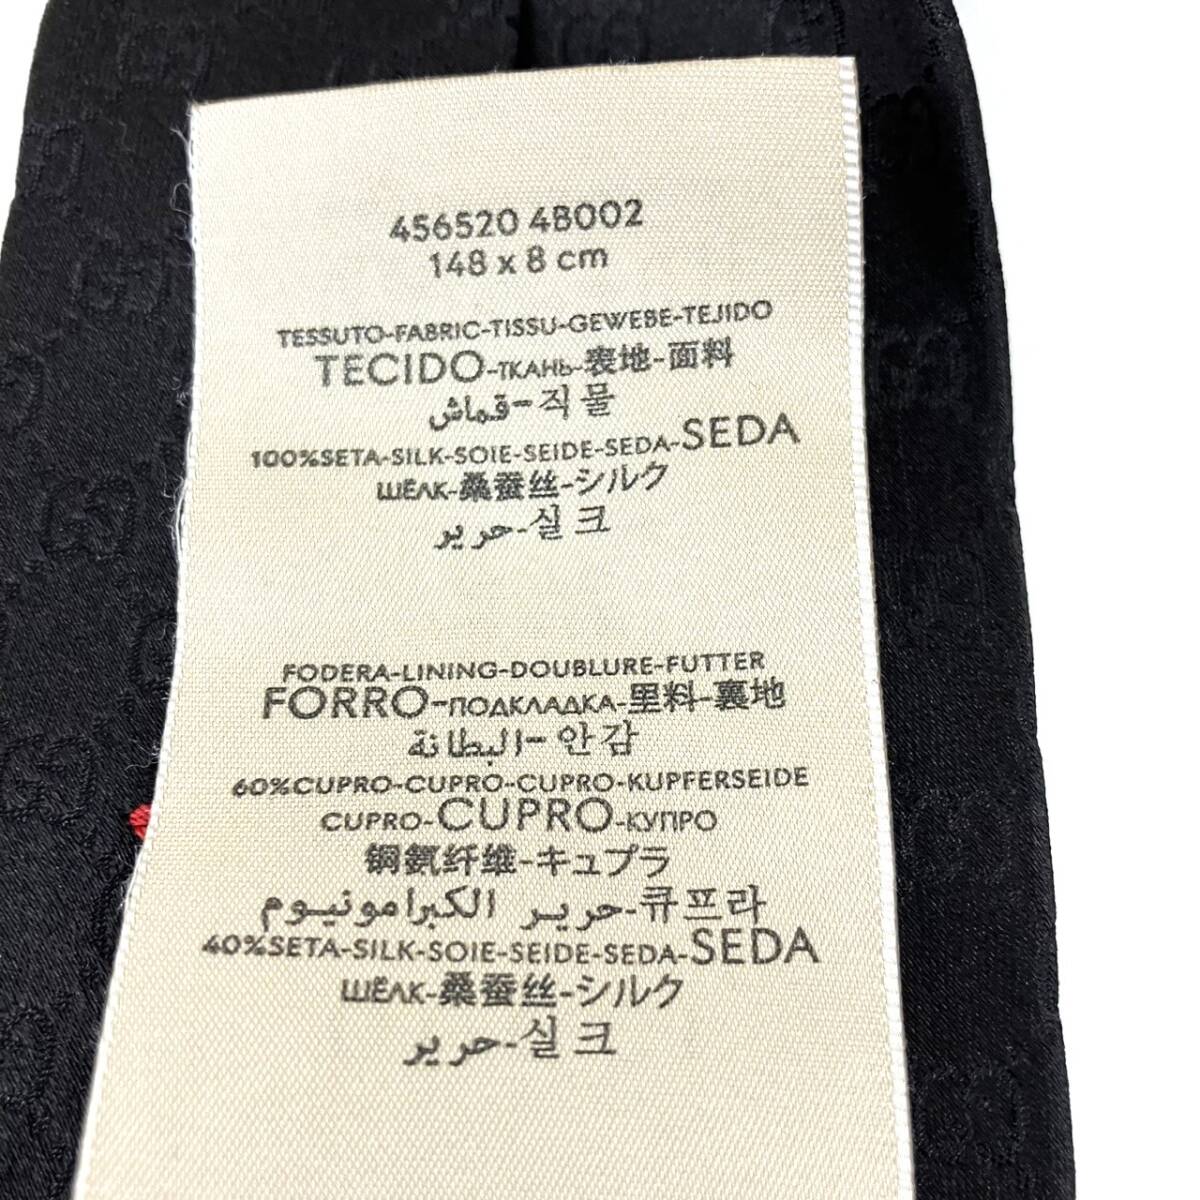 456520 4B002
148 x 8 cm
TESSUTO-FABRIC-TISSU-GEWEBE-TEJIDO
TECIDO-ТКАНЬ-表地-面料
قماش-직물
100%SETA-SILK-SOIE-SEIDE-SEDA-SEDA
ШЁЛК-桑蚕丝-シルク
حرير-실크
FODERA-LINING-DOUBLURE-FUTTER
FORRO-ПОДКЛАДКА-里料-裏地
البطانة-안감
60%CUPRO-CUPRO-CUPRO-KUPFERSEIDE
CUPRO-CUPRO-КУПРО
铜氨纤维-キュプラ
حرير الكبرامونيوم-큐프라
40%SETA-SILK-SOIE-SEIDE-SEDA-SEDA
ШЁЛК-桑蚕丝-シルク
حرير-실크